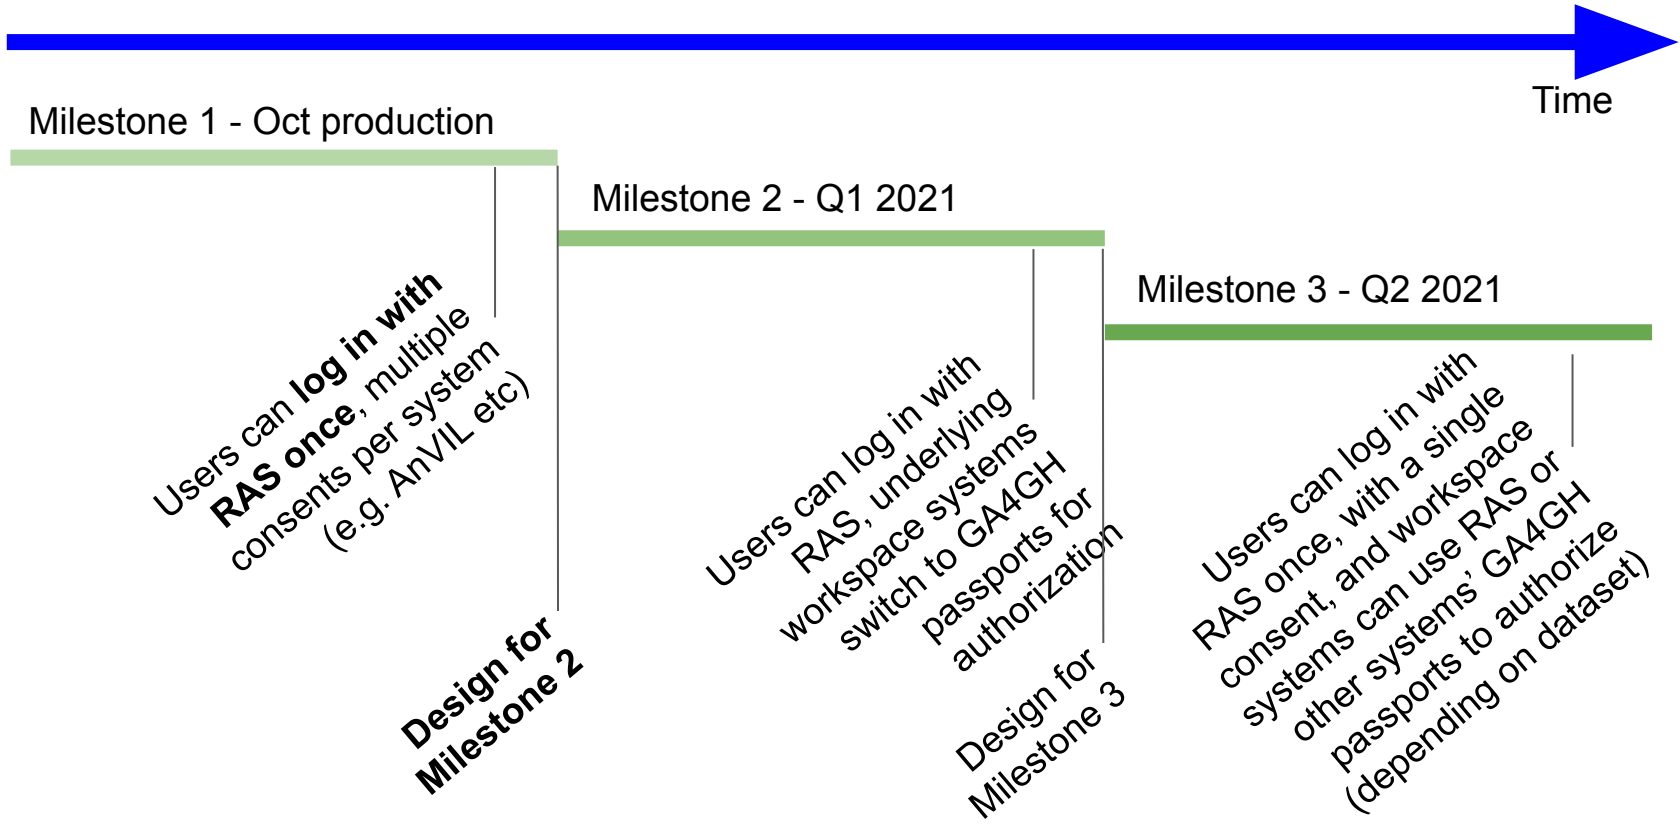 Time
Milestone 1 - Oct production
Milestone 2 - Q1 2021
Milestone 3 - Q2 2021
Users can log in with
RAS once, multiple
consents per system
(e.g. AnVIL etc)
Design for
Milestone 2
Users can log in with
RAS, underlying
workspace systems
switch to GA4GH
passports for
authorization
Design for
Milestone 3
Users can log in with
RAS once, with a single
consent, and workspace
systems can use RAS or
other systems’ GA4GH
passports to authorize
(depending on dataset)